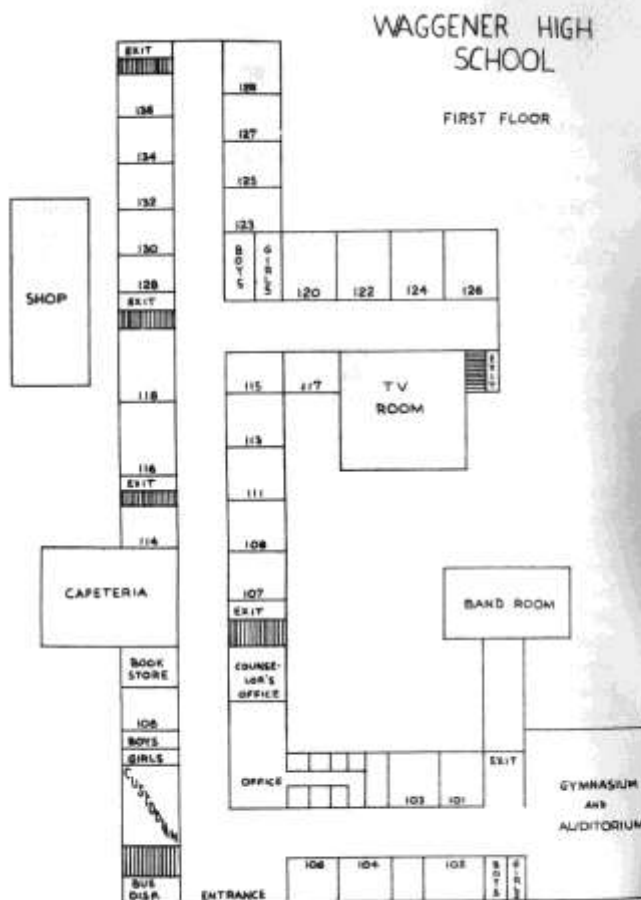 WAGGENER HIGH
SCHOOL
FIRST FLOOR
EXIT
136
134
132
130
128
EXIT
118
116
EXIT
114
SHOP
CAFETERIA
BOOK
STORE
108
BOYS
GIRLS
CUSTODIAN
BUS
DISP.
ENTRANCE
127
125
123
BOYS
GIRLS
120
122
124
126
EXIT
115
117
TV
ROOM
113
111
107
EXIT
COUNSE-
LOR'S
OFFICE
OFFICE
103
101
EXIT
BAND ROOM
GYMNASIUM
AND
AUDITORIUM
106
104
102
BOYS
GIRLS